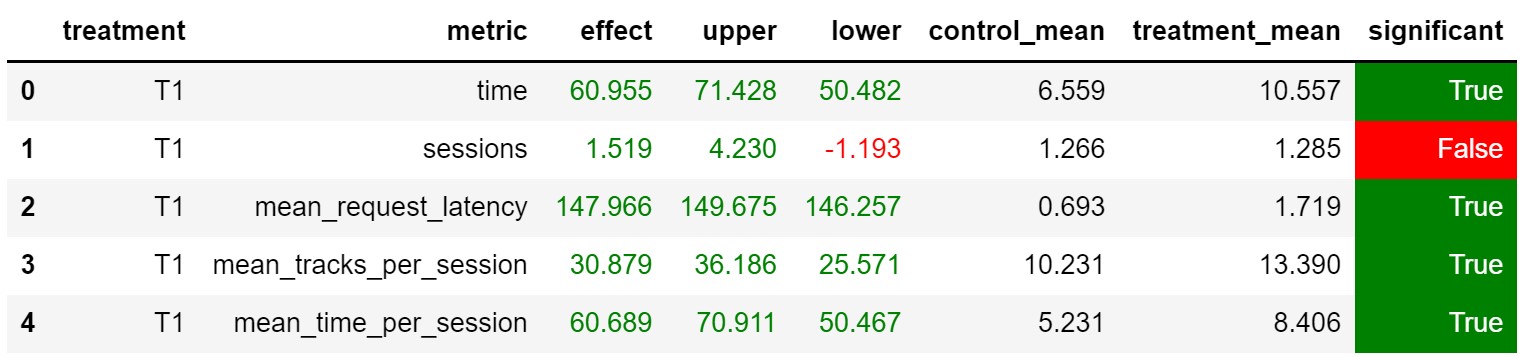 treatment metric effect upper lower control_mean treatment_mean significant
0 T1 time 60.955 71.428 50.482 6.559 10.557 True
1 T1 sessions 1.519 4.230 -1.193 1.266 1.285 False
2 T1 mean_request_latency 147.966 149.675 146.257 0.693 1.719 True
3 T1 mean_tracks_per_session 30.879 36.186 25.571 10.231 13.390 True
4 T1 mean_time_per_session 60.689 70.911 50.467 5.231 8.406 True